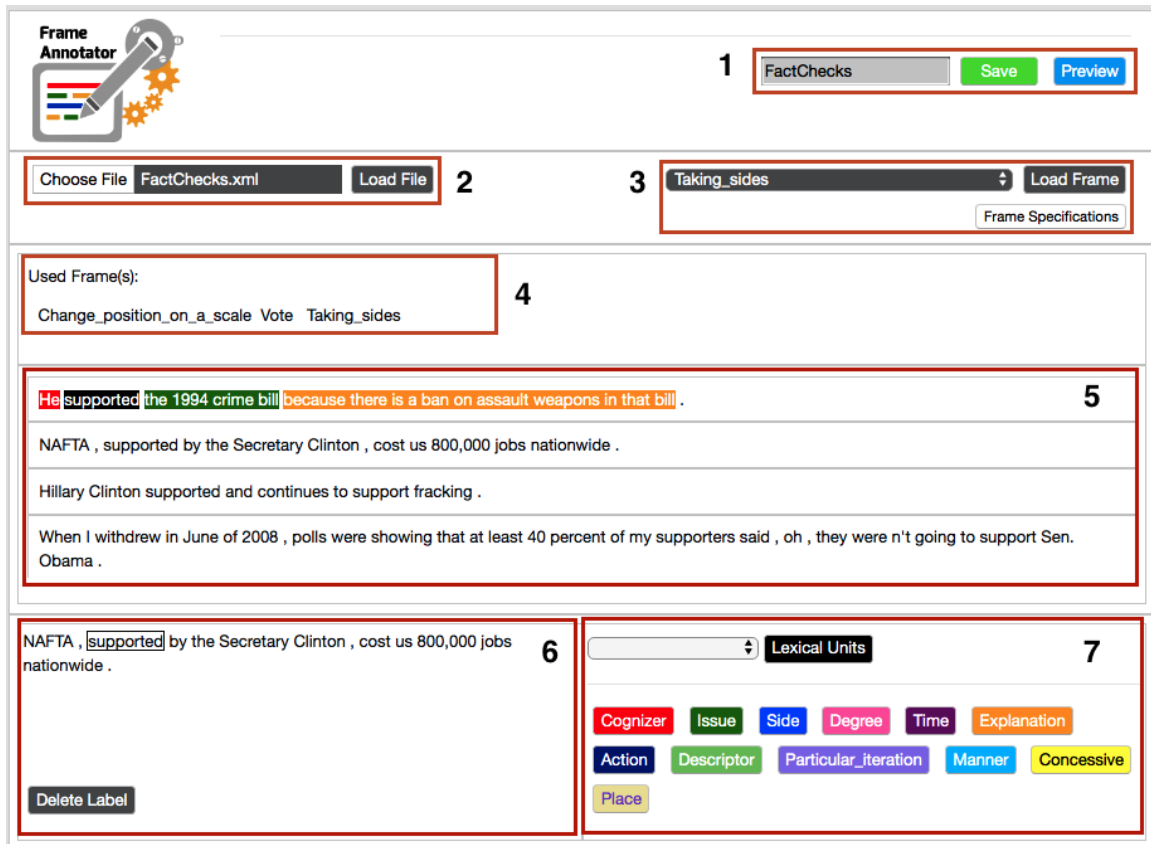 Frame
Annotator
1 FactChecks Save Preview
Choose File FactChecks.xml Load File 2 3 Taking_sides Load Frame
Frame Specifications
Used Frame(s):
4
Change_position_on_a_scale Vote Taking_sides
He supported the 1994 crime bill because there is a ban on assault weapons in that bill . 5
NAFTA , supported by the Secretary Clinton , cost us 800,000 jobs nationwide .
Hillary Clinton supported and continues to support fracking .
When I withdrew in June of 2008 , polls were showing that at least 40 percent of my supporters said , oh , they were n't going to support Sen.
Obama .
NAFTA , supported by the Secretary Clinton , cost us 800,000 jobs
nationwide .
6
Delete Label
Lexical Units 7
Cognizer Issue Side Degree Time Explanation
Action Descriptor Particular_iteration Manner Concessive
Place